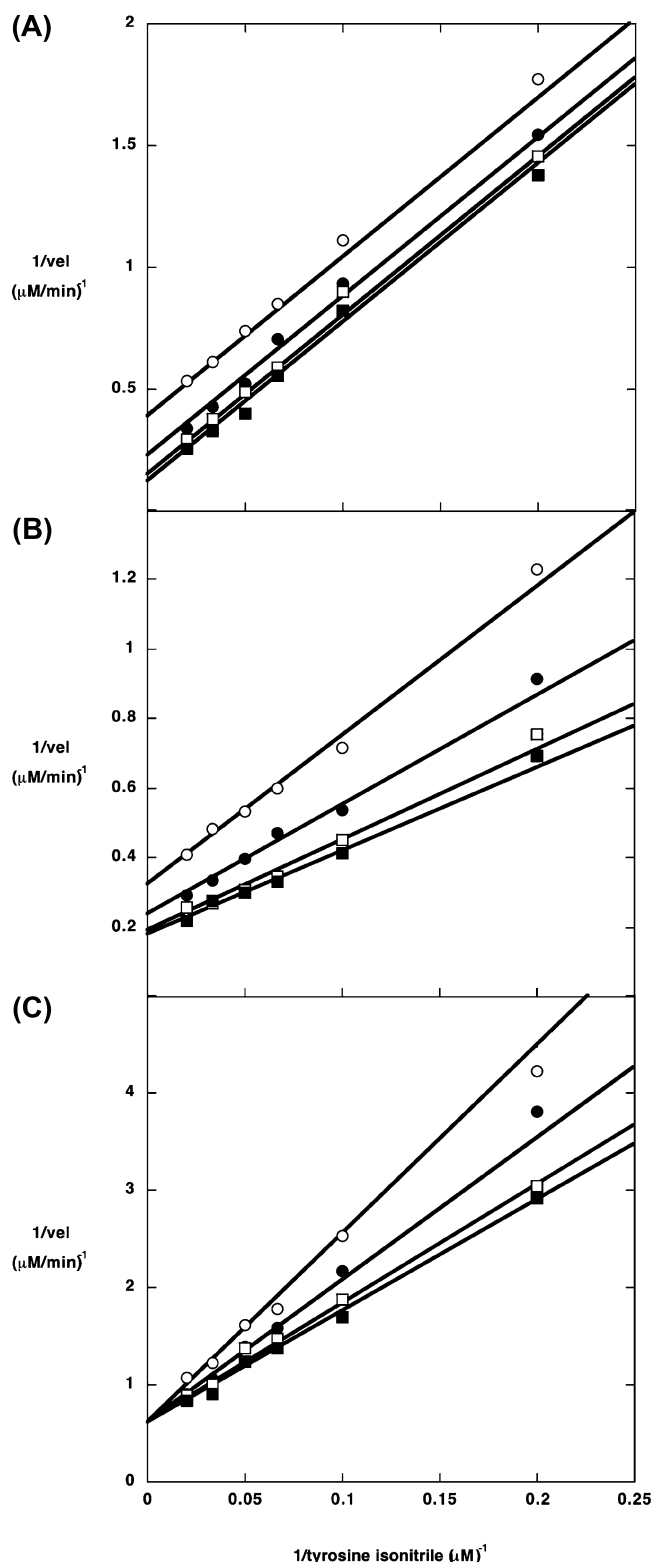 (A)
2
1.5
1/vel
1
(μM/min)-1
0.5
(B)
1.2
1
1/vel
0.8
(μM/min)-1
0.6
0.4
0.2
(C)
4
1/vel
3
(μM/min)-1
2
1
0
0 0.05 0.1 0.15 0.2 0.25
1/tyrosine isonitrile (μM)-1